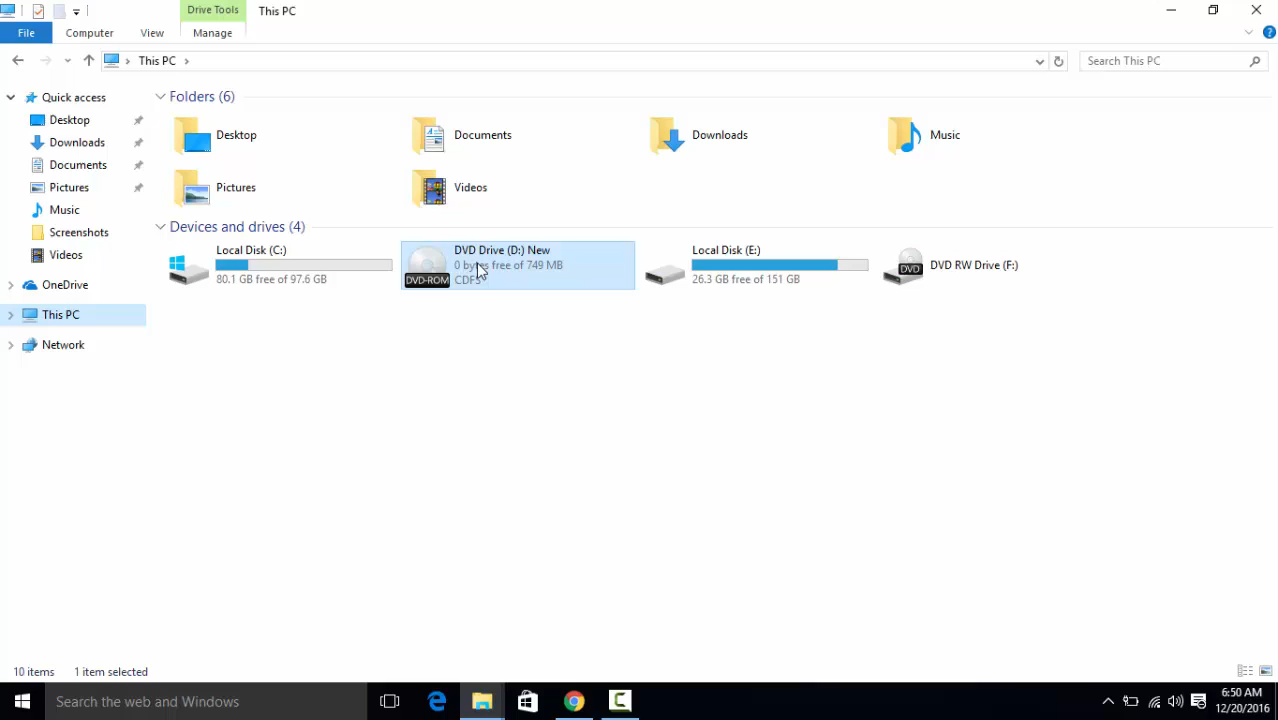 Drive Tools
This PC
File
Computer
View
Manage
This PC
Search This PC
Quick access
Desktop
Downloads
Documents
Pictures
Music
Screenshots
Videos
OneDrive
This PC
Network
Folders (6)
Desktop
Documents
Downloads
Music
Pictures
Videos
Devices and drives (4)
Local Disk (C:)
80.1 GB free of 97.6 GB
DVD-ROM
DVD Drive (D:) New
0 bytes free of 749 MB
CDFS
Local Disk (E:)
26.3 GB free of 151 GB
DVD
DVD RW Drive (F:)
10 items
1 item selected
Search the web and Windows
6:50 AM
12/20/2016